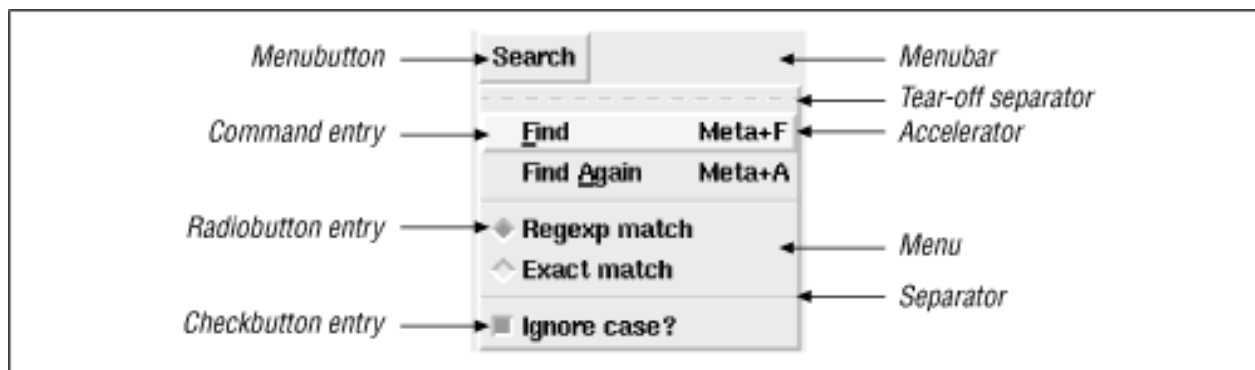 Menubutton Search Menubar
Tear-off separator
Command entry Find Meta+F Accelerator
Find Again Meta+A
Radiobutton entry Regexp match
Menu
Exact match
Separator
Checkbutton entry Ignore case?